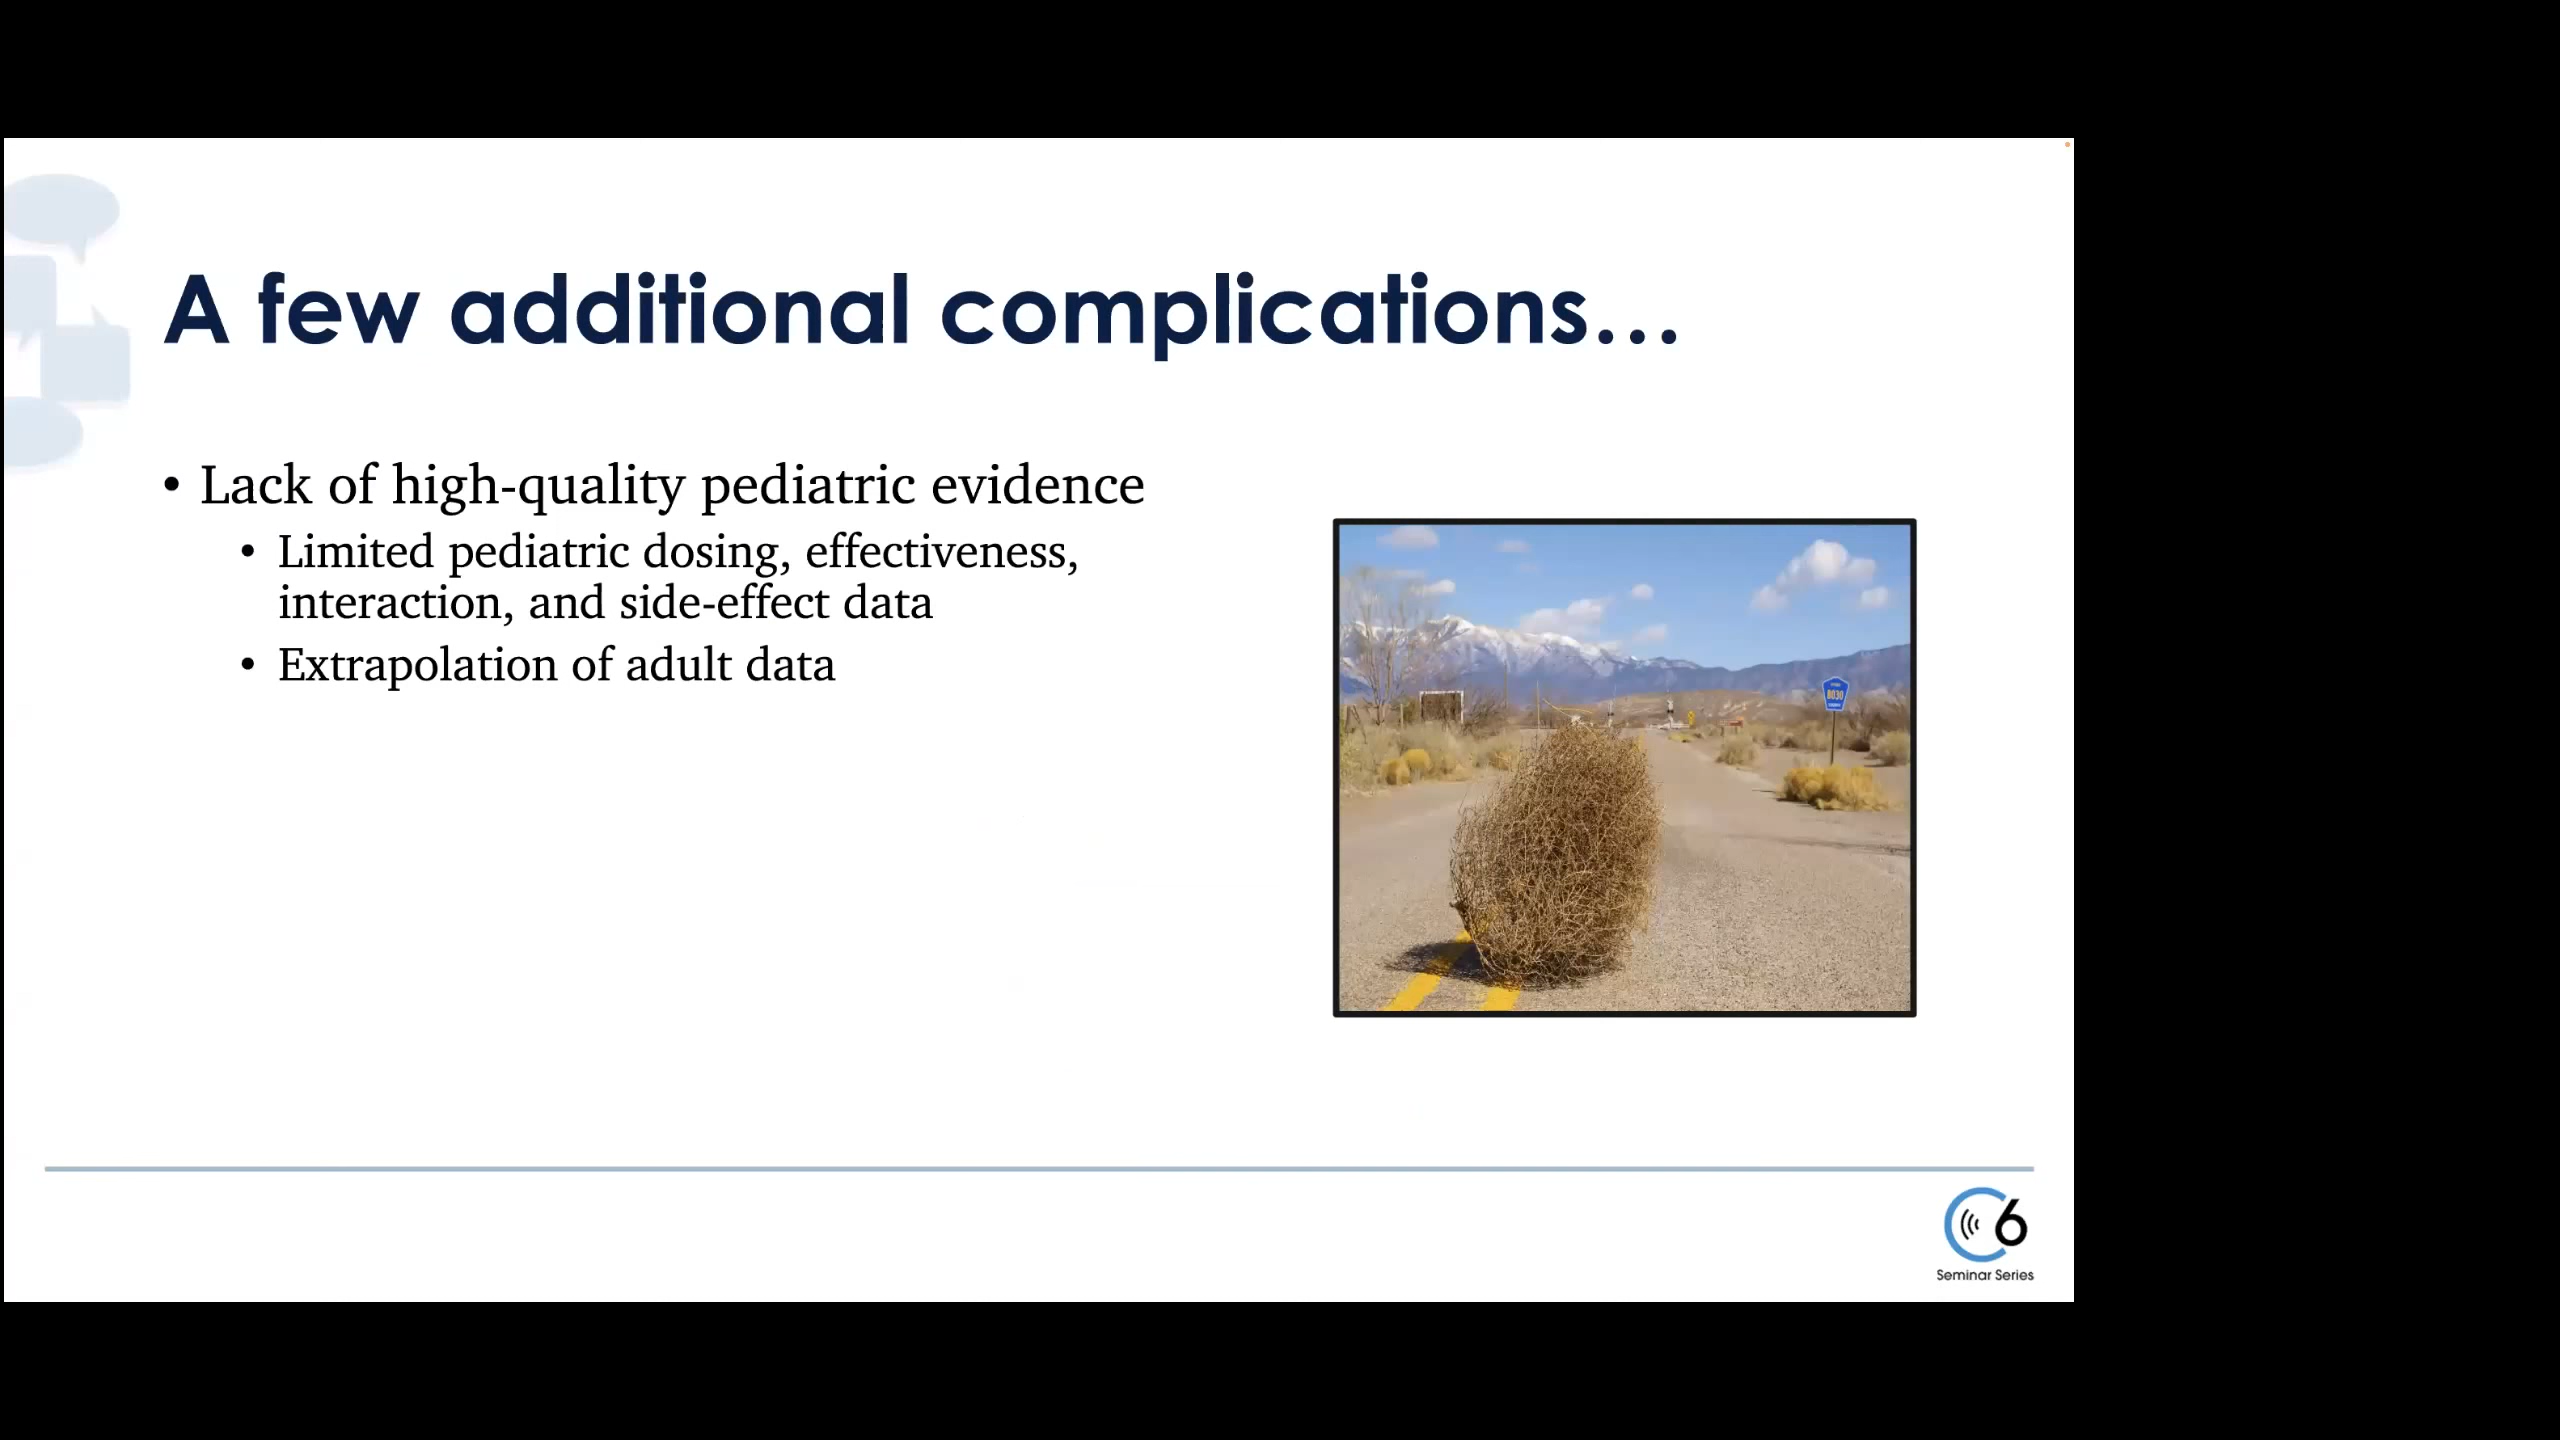 A few additional complications…
• Lack of high-quality pediatric evidence
• Limited pediatric dosing, effectiveness,
interaction, and side-effect data
• Extrapolation of adult data
B030
C6
Seminar Series